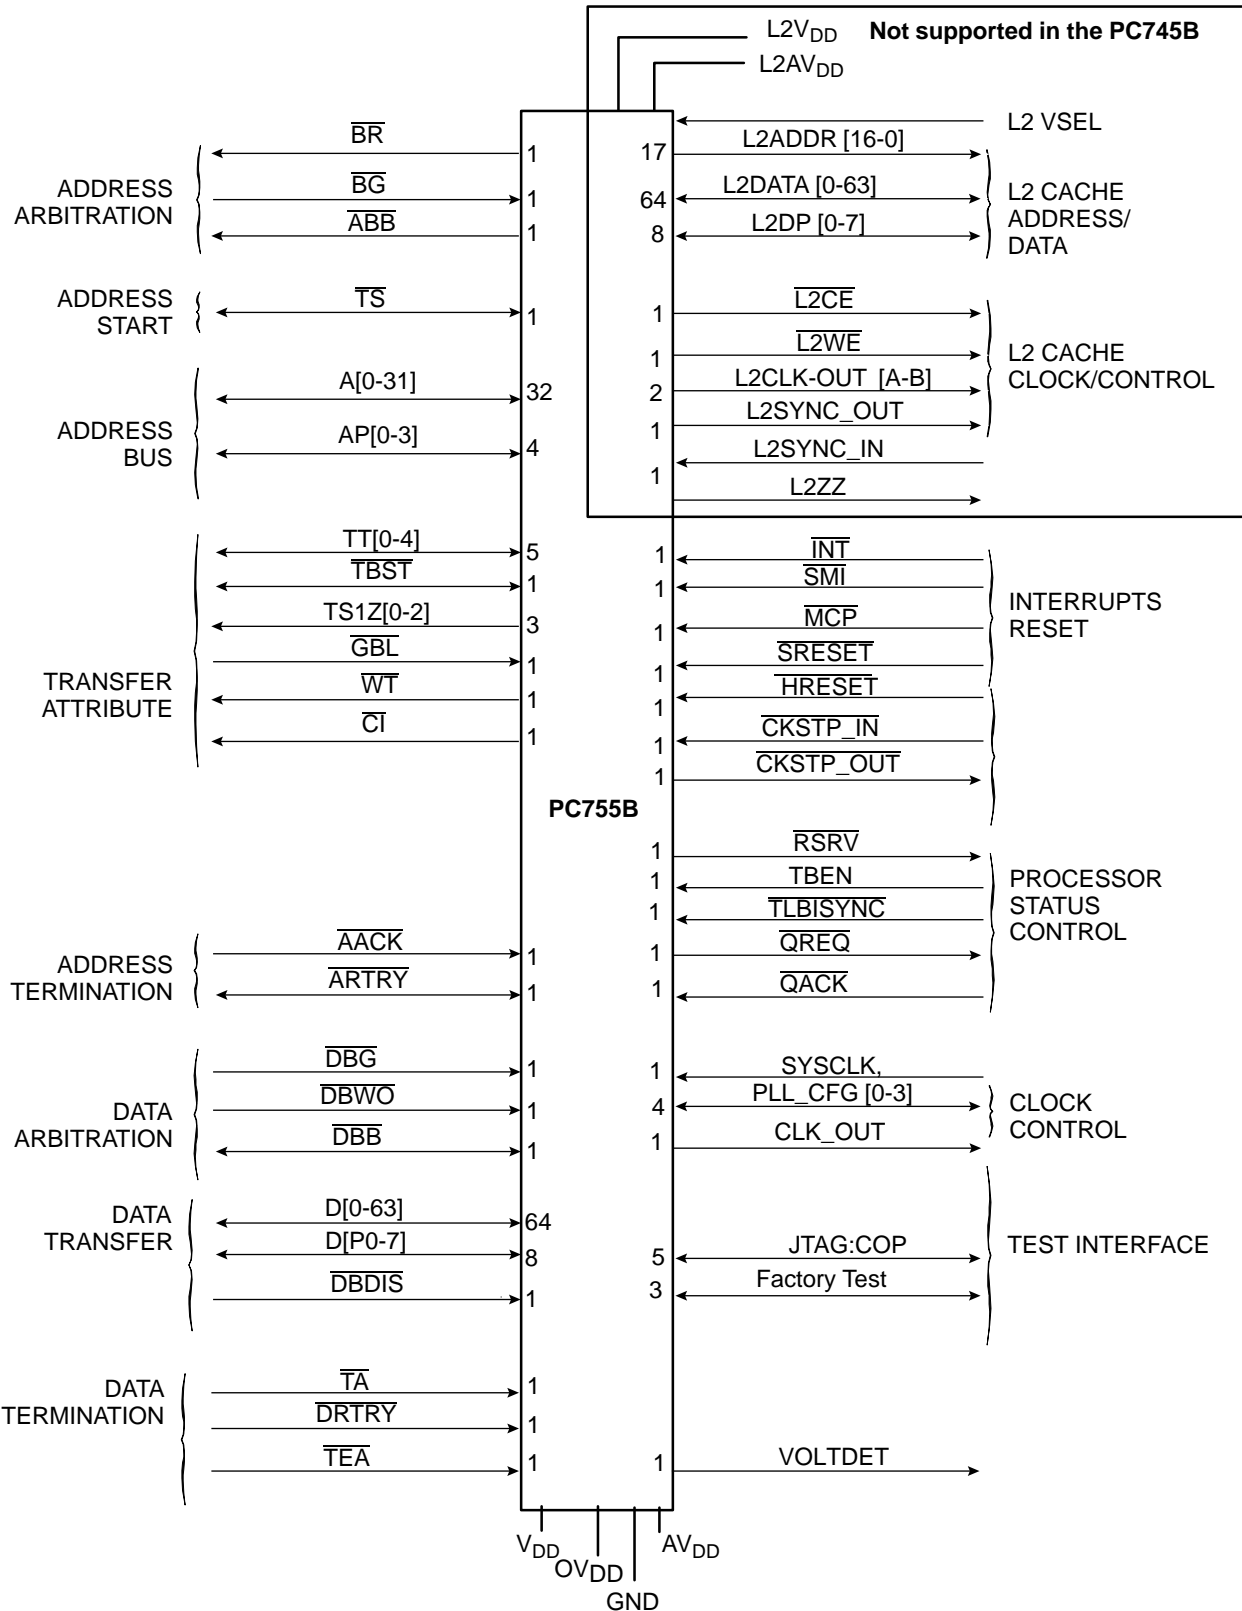 L2VDD
Not supported in the PC745B
L2AVDD
L2 VSEL
ADDRESS
ARBITRATION
BR
1
BG
1
ABB
1
17
L2ADDR [16-0]
64
L2DATA [0-63]
8
L2DP [0-7]
L2 CACHE
ADDRESS/
DATA
ADDRESS
START
TS
1
1
L2CE
1
L2WE
2
L2CLK-OUT [A-B]
1
L2SYNC_OUT
L2SYNC_IN
1
L2ZZ
L2 CACHE
CLOCK/CONTROL
ADDRESS
BUS
A[0-31]
32
AP[0-3]
4
TRANSFER
ATTRIBUTE
TT[0-4]
5
TBST
1
TS1Z[0-2]
3
GBL
1
WT
1
CI
1
1
INT
1
SMI
1
MCP
1
SRESET
1
HRESET
1
CKSTP_IN
1
CKSTP_OUT
INTERRUPTS
RESET
PC755B
1
RSRV
1
TBEN
1
TLBISYNC
1
QREQ
1
QACK
PROCESSOR
STATUS
CONTROL
ADDRESS
TERMINATION
AACK
1
ARTRY
1
DATA
ARBITRATION
DBG
1
DBWO
1
DBB
1
1
SYSCLK,
4
PLL_CFG [0-3]
1
CLK_OUT
CLOCK
CONTROL
DATA
TRANSFER
D[0-63]
64
D[P0-7]
8
DBDIS
1
5
JTAG:COP
3
Factory Test
TEST INTERFACE
DATA
TERMINATION
TA
1
DRTRY
1
TEA
1
1
VOLTDET
VDD
OVDD
GND
AVDD